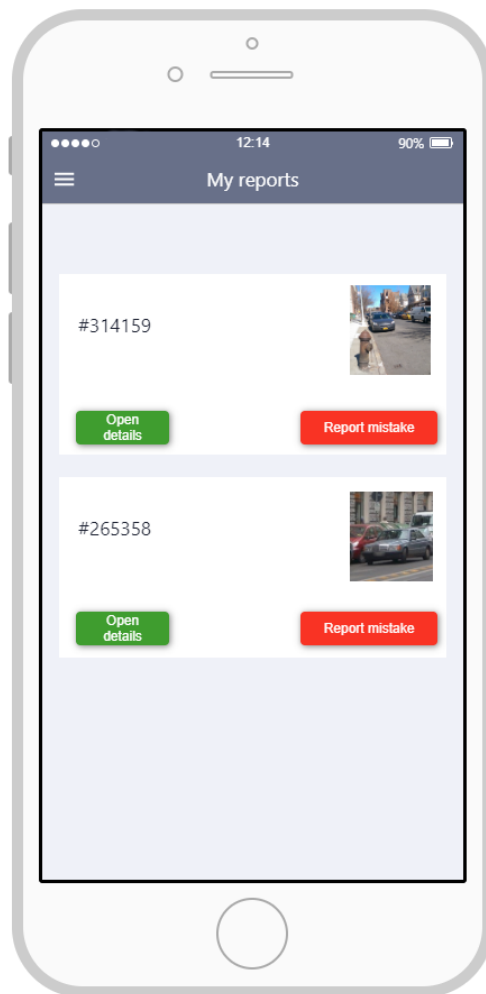 12:14
90%
My reports
#314159
Open
details
Report mistake
#265358
Open
details
Report mistake